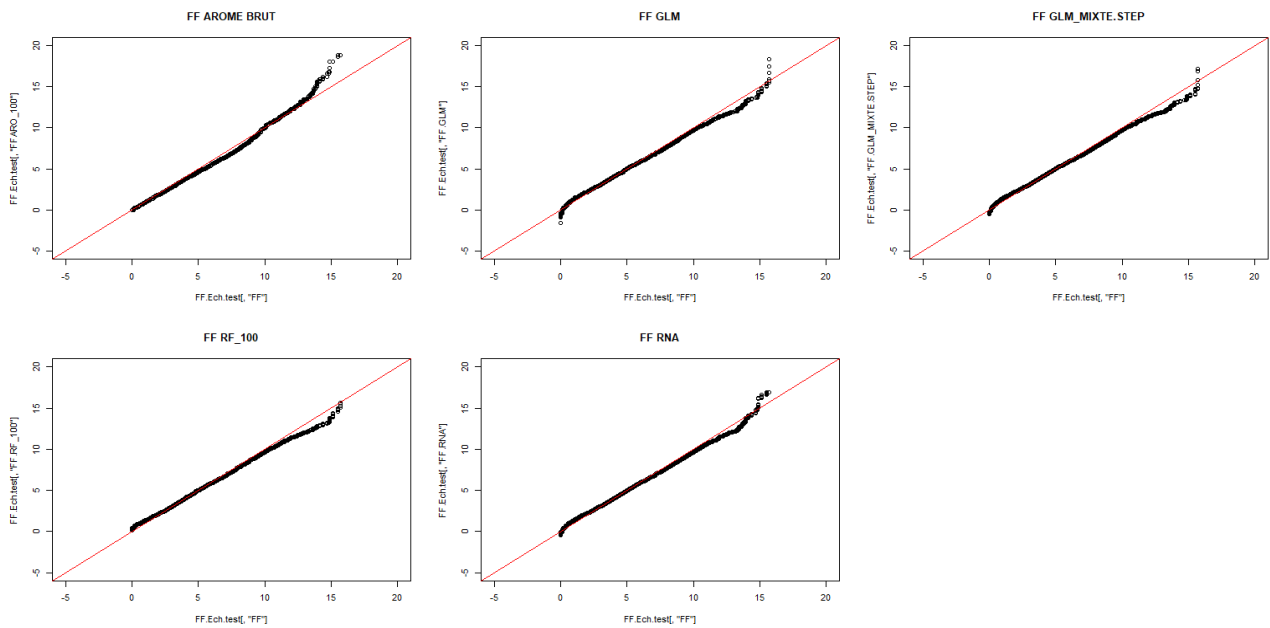 FF AROME BRUT
FF.Ech.test[, "FF.ARO_100"]
20
15
10
5
0
-5
-5 0 5 10 15 20
FF.Ech.test[, "FF"]
FF GLM
FF.Ech.test[, "FF.GLM"]
20
15
10
5
0
-5
-5 0 5 10 15 20
FF.Ech.test[, "FF"]
FF GLM_MIXTE.STEP
FF.Ech.test[, "FF.GLM_MIXTE.STEP"]
20
15
10
5
0
-5
-5 0 5 10 15 20
FF.Ech.test[, "FF"]
FF RF_100
FF.Ech.test[, "FF.RF_100"]
20
15
10
5
0
-5
-5 0 5 10 15 20
FF.Ech.test[, "FF"]
FF RNA
FF.Ech.test[, "FF.RNA"]
20
15
10
5
0
-5
-5 0 5 10 15 20
FF.Ech.test[, "FF"]